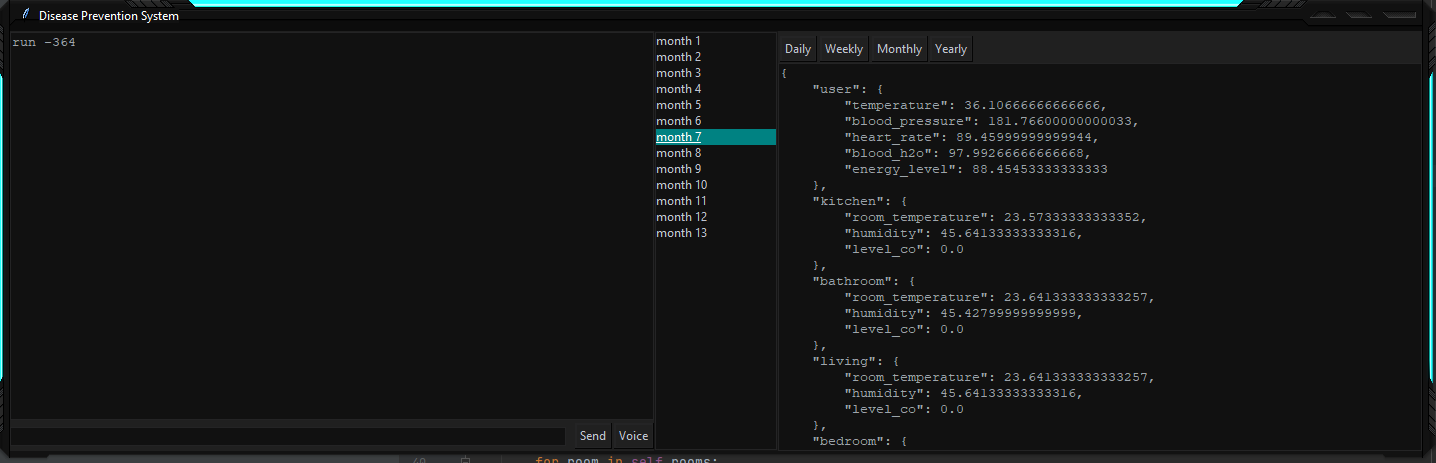 Disease Prevention System
run -364
Send
Voice
month 1
month 2
month 3
month 4
month 5
month 6
month 7
month 8
month 9
month 10
month 11
month 12
month 13
Daily
Weekly
Monthly
Yearly
{
"user": {
"temperature": 36.10666666666666,
"blood_pressure": 181.76600000000033,
"heart_rate": 89.45999999999944,
"blood_h2o": 97.99266666666668,
"energy_level": 88.45453333333333
},
"kitchen": {
"room_temperature": 23.57333333333352,
"humidity": 45.64133333333316,
"level_co": 0.0
},
"bathroom": {
"room_temperature": 23.641333333333257,
"humidity": 45.42799999999999,
"level_co": 0.0
},
"living": {
"room_temperature": 23.641333333333257,
"humidity": 45.64133333333316,
"level_co": 0.0
},
"bedroom": {
for room in self.rooms: